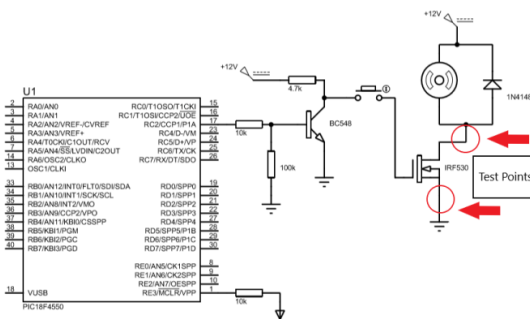 +12V
+12V
4.7k
1N4148
BC548
10k
100k
IRF530
Test Points
U1
2 RA0/AN0 RC0/T1OSO/T1CKI 15
3 RA1/AN1 RC1/T1OSI/CCP2/UOE 16
4 RA2/AN2/VREF-/CVREF RC2/CCP1/P1A 17
5 RA3/AN3/VREF+ RC4/D-/VM 23
6 RA4/T0CKI/C1OUT/RCV RC5/D+/VP 24
7 RA5/AN4/SS/LVDIN/C2OUT RC6/TX/CK 25
14 RA6/OSC2/CLKO RC7/RX/DT/SDO 26
13 OSC1/CLKI
33 RB0/AN12/INT0/FLT0/SDI/SDA RD0/SPP0 19
34 RB1/AN10/INT1/SCK/SCL RD1/SPP1 20
35 RB2/AN8/INT2/VMO RD2/SPP2 21
36 RB3/AN9/CCP2/VPO RD3/SPP3 22
37 RB4/AN11/KBI0/CSSPP RD4/SPP4 27
38 RB5/KBI1/PGM RD5/SPP5/P1B 28
39 RB6/KBI2/PGC RD6/SPP6/P1C 29
40 RB7/KBI3/PGD RD7/SPP7/P1D 30
RE0/AN5/CK1SPP 8
RE1/AN6/CK2SPP 9
RE2/AN7/OESPP 10
18 VUSB RE3/MCLR/VPP 1
10k
PIC18F4550